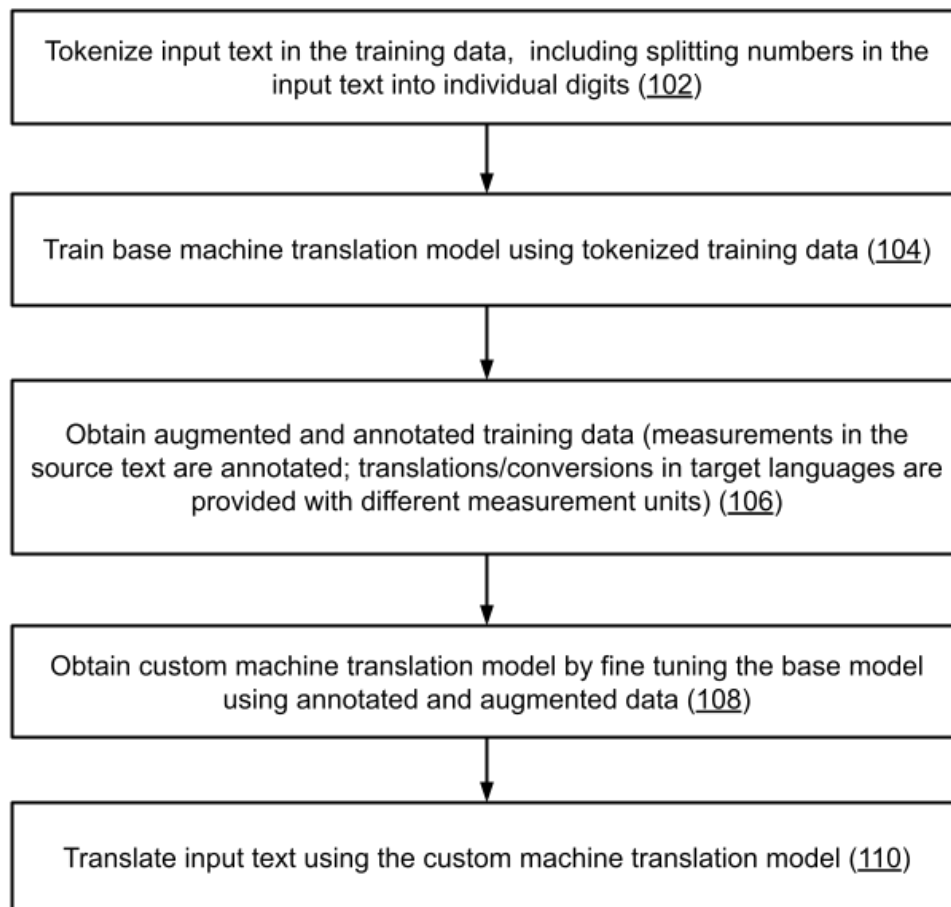 Tokenize input text in the training data, including splitting numbers in the
input text into individual digits (102)
Train base machine translation model using tokenized training data (104)
Obtain augmented and annotated training data (measurements in the
source text are annotated; translations/conversions in target languages are
provided with different measurement units) (106)
Obtain custom machine translation model by fine tuning the base model
using annotated and augmented data (108)
Translate input text using the custom machine translation model (110)